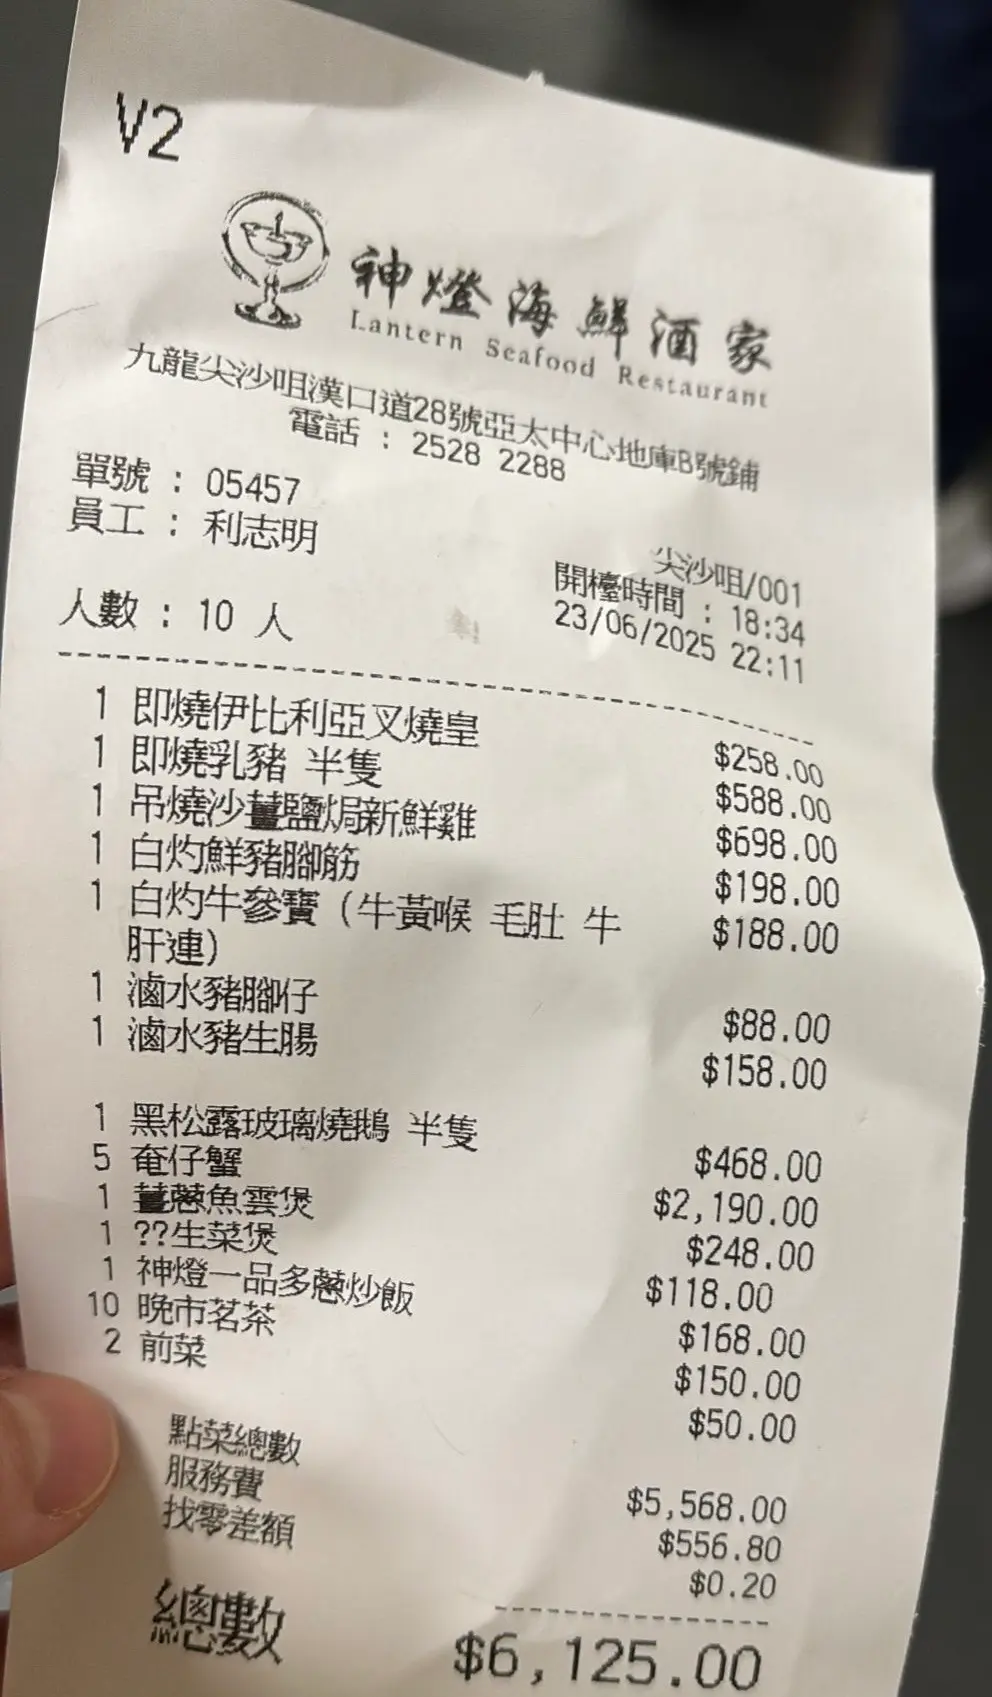 V2
神燈海鮮酒家
Lantern Seafood Restaurant
九龍尖沙咀漢口道28號亞太中心地庫B號鋪
電話 : 2528 2288
單號 : 05457
員工 : 利志明
尖沙咀/001
開檯時間 : 18:34
人數 : 10 人
23/06/2025 22:11
1 即燒伊比利亞叉燒皇 $258.00
1 即燒乳豬 半隻 $588.00
1 吊燒沙薑鹽焗新鮮雞 $698.00
1 白灼鮮豬腳筋 $198.00
1 白灼牛參寶 (牛黃喉 毛肚 牛 $188.00
肝連)
1 滷水豬腳仔 $88.00
1 滷水豬生腸 $158.00
1 黑松露玻璃燒鵝 半隻 $468.00
5 奄仔蟹 $2,190.00
1 薑蔥魚雲煲 $248.00
1 ??生菜煲 $118.00
1 神燈一品多蔥炒飯 $168.00
10 晚市茗茶 $150.00
2 前菜 $50.00
點菜總數 $5,568.00
服務費 $556.80
找零差額 $0.20
總數 $6,125.00